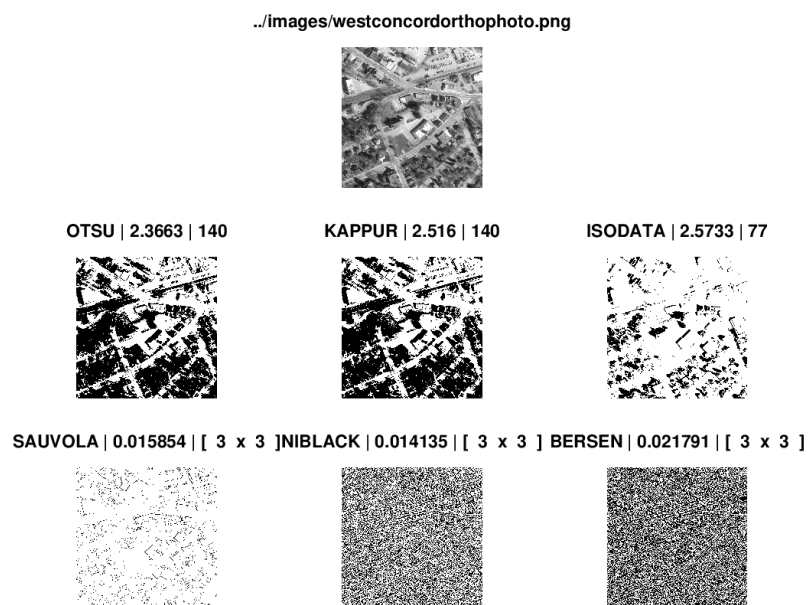 ../images/westconcordorthophoto.png
OTSU | 2.3663 | 140
KAPPUR | 2.516 | 140
ISODATA | 2.5733 | 77
SAUVOLA | 0.015854 | [ 3 x 3 ]
NIBLACK | 0.014135 | [ 3 x 3 ]
BERSEN | 0.021791 | [ 3 x 3 ]